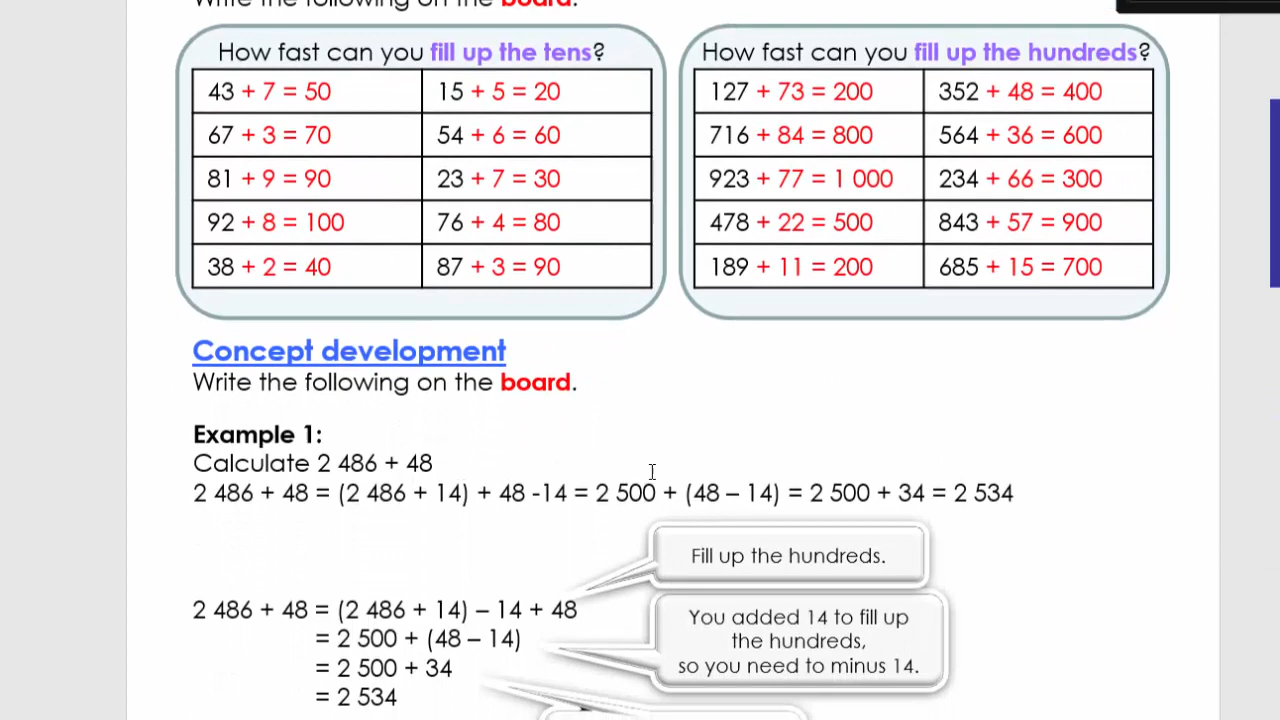 Write the following on the board.
How fast can you fill up the tens?
43 + 7 = 50 15 + 5 = 20
67 + 3 = 70 54 + 6 = 60
81 + 9 = 90 23 + 7 = 30
92 + 8 = 100 76 + 4 = 80
38 + 2 = 40 87 + 3 = 90
How fast can you fill up the hundreds?
127 + 73 = 200 352 + 48 = 400
716 + 84 = 800 564 + 36 = 600
923 + 77 = 1 000 234 + 66 = 300
478 + 22 = 500 843 + 57 = 900
189 + 11 = 200 685 + 15 = 700
Concept development
Write the following on the board.
Example 1:
Calculate 2 486 + 48
2 486 + 48 = (2 486 + 14) + 48 -14 = 2 500 + (48 – 14) = 2 500 + 34 = 2 534
Fill up the hundreds.
2 486 + 48 = (2 486 + 14) – 14 + 48
= 2 500 + (48 – 14)
= 2 500 + 34
= 2 534
You added 14 to fill up
the hundreds,
so you need to minus 14.